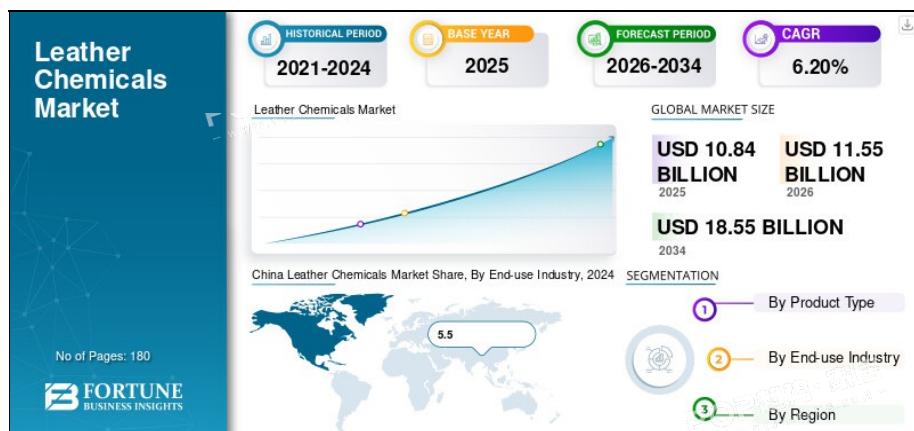 Leather
Chemicals
Market
HISTORICAL PERIOD
2021-2024
BASE YEAR
2025
FORECAST PERIOD
2026-2034
CAGR
6.20%
Leather Chemicals Market
GLOBAL MARKET SIZE
USD 10.84
BILLION
2025
USD 11.55
BILLION
2026
USD 18.55 BILLION
2034
China Leather Chemicals Market Share, By End-use Industry, 2024
5.5
SEGMENTATION
1
By Product Type
2
By End-use Industry
3
By Region
No of Pages: 180
FORTUNE
BUSINESS INSIGHTS